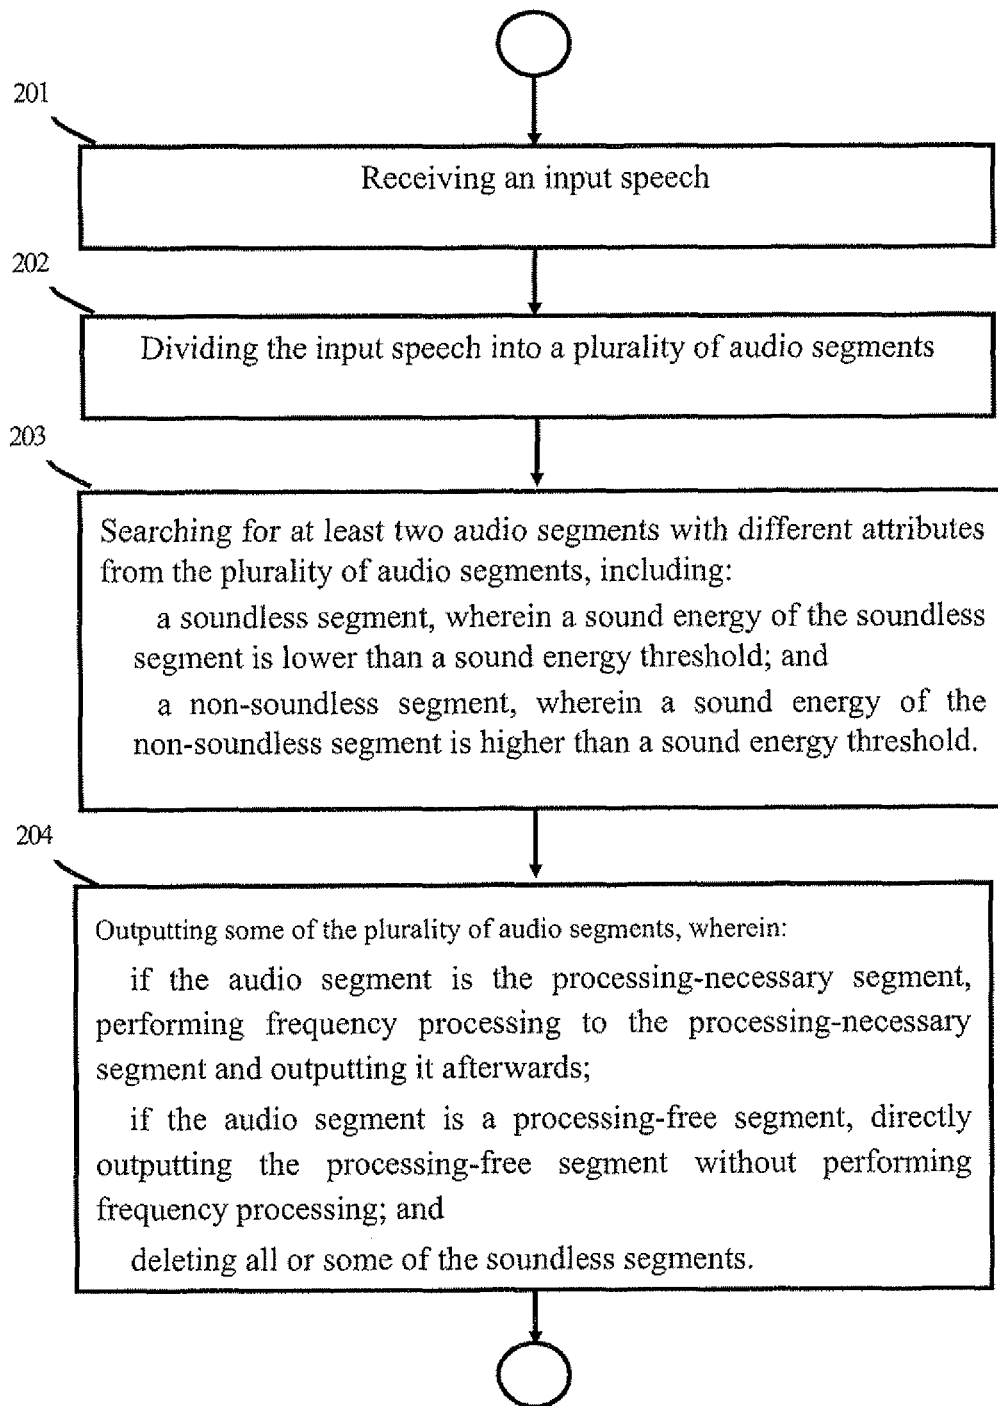 201
Receiving an input speech
202
Dividing the input speech into a plurality of audio segments
203
Searching for at least two audio segments with different attributes
from the plurality of audio segments, including:
a soundless segment, wherein a sound energy of the soundless
segment is lower than a sound energy threshold; and
a non-soundless segment, wherein a sound energy of the
non-soundless segment is higher than a sound energy threshold.
204
Outputting some of the plurality of audio segments, wherein:
if the audio segment is the processing-necessary segment,
performing frequency processing to the processing-necessary
segment and outputting it afterwards;
if the audio segment is a processing-free segment, directly
outputting the processing-free segment without performing
frequency processing; and
deleting all or some of the soundless segments.